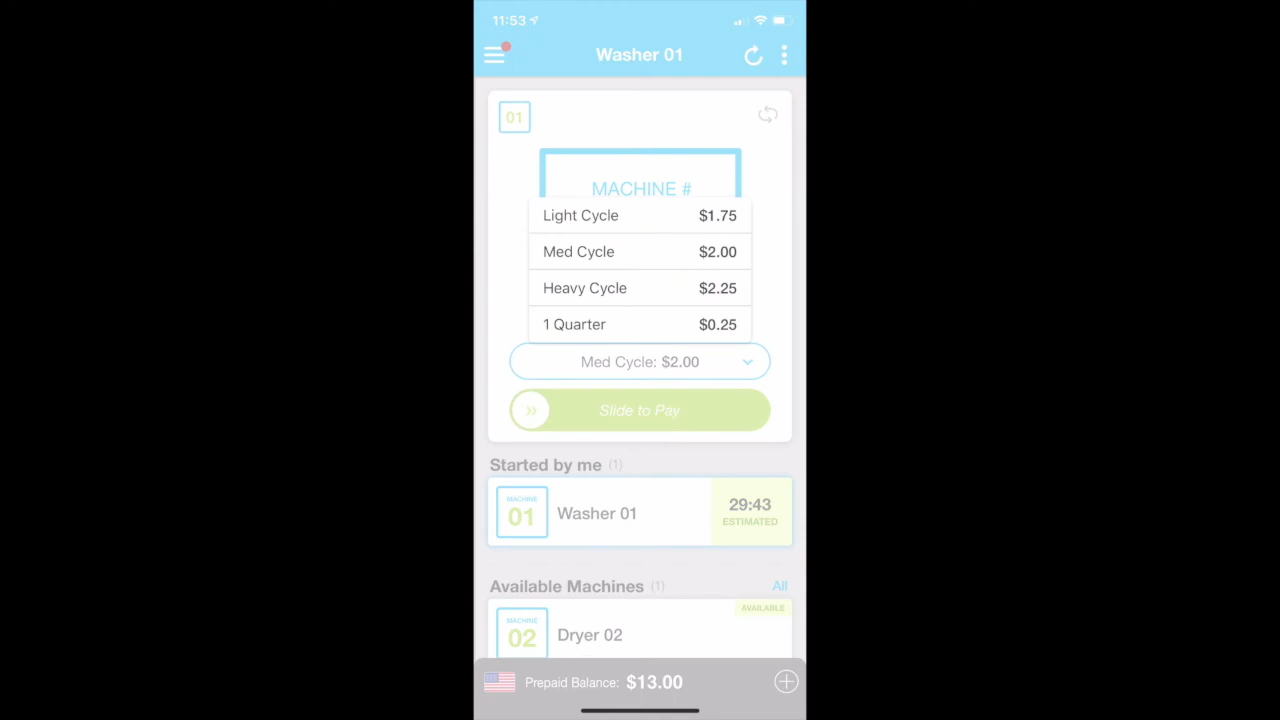 11:53
Washer 01
01
MACHINE #
Light Cycle $1.75
Med Cycle $2.00
Heavy Cycle $2.25
1 Quarter $0.25
Med Cycle: $2.00
Slide to Pay
Started by me (1)
MACHINE
01
Washer 01
29:43
ESTIMATED
Available Machines (1) All
AVAILABLE
MACHINE
02
Dryer 02
Prepaid Balance: $13.00